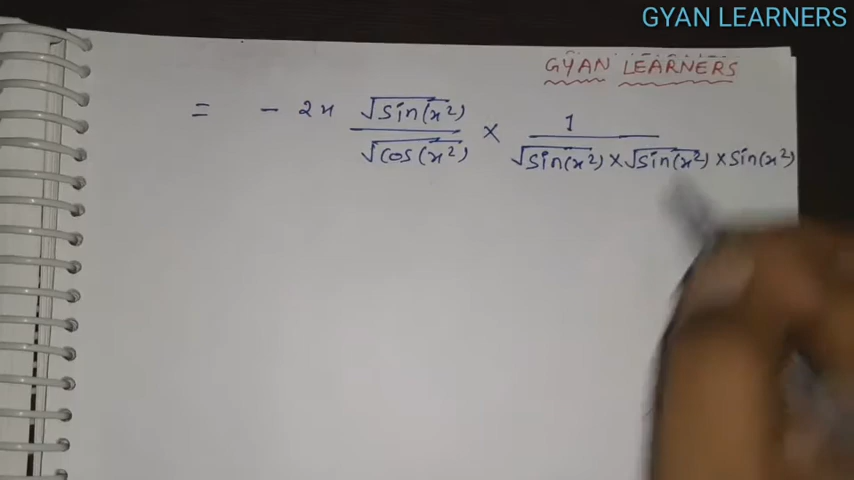 GYAN LEARNERS
GYAN LEARNERS
= - 2x √sin(x²) / √cos(x²) × 1 / √sin(x²) × √sin(x²) × sin(x²)